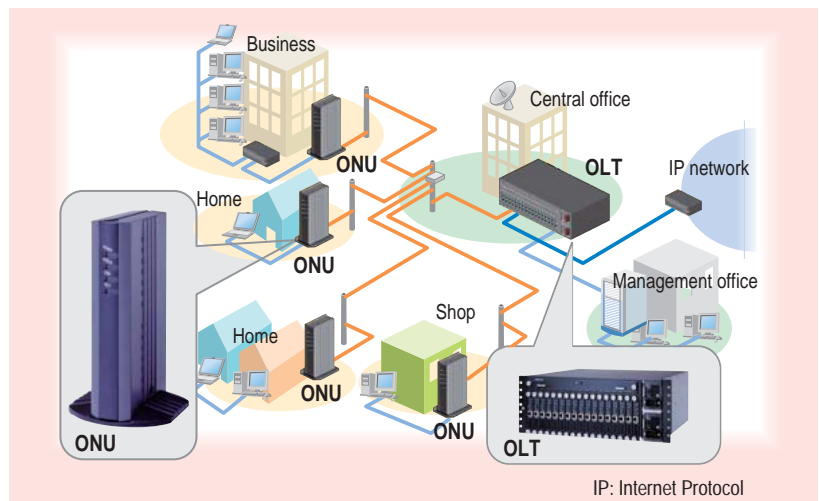 Business
Central office
ONU
OLT
IP network
Home
ONU
Management office
Home
Shop
ONU
ONU
ONU
OLT
IP: Internet Protocol